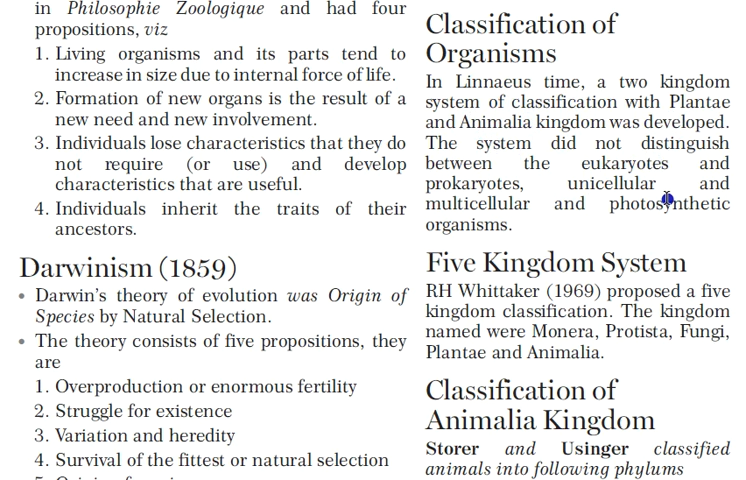 in Philosophie Zoologique and had four
propositions, viz
1. Living organisms and its parts tend to
increase in size due to internal force of life.
2. Formation of new organs is the result of a
new need and new involvement.
3. Individuals lose characteristics that they do
not require (or use) and develop
characteristics that are useful.
4. Individuals inherit the traits of their
ancestors.
Darwinism (1859)
• Darwin's theory of evolution was Origin of
Species by Natural Selection.
• The theory consists of five propositions, they
are
1. Overproduction or enormous fertility
2. Struggle for existence
3. Variation and heredity
4. Survival of the fittest or natural selection
Classification of
Organisms
In Linnaeus time, a two kingdom
system of classification with Plantae
and Animalia kingdom was developed.
The system did not distinguish
between the eukaryotes and
prokaryotes, unicellular and
multicellular and photosynthetic
organisms.
Five Kingdom System
RH Whittaker (1969) proposed a five
kingdom classification. The kingdom
named were Monera, Protista, Fungi,
Plantae and Animalia.
Classification of
Animalia Kingdom
Storer and Usinger classified
animals into following phylums